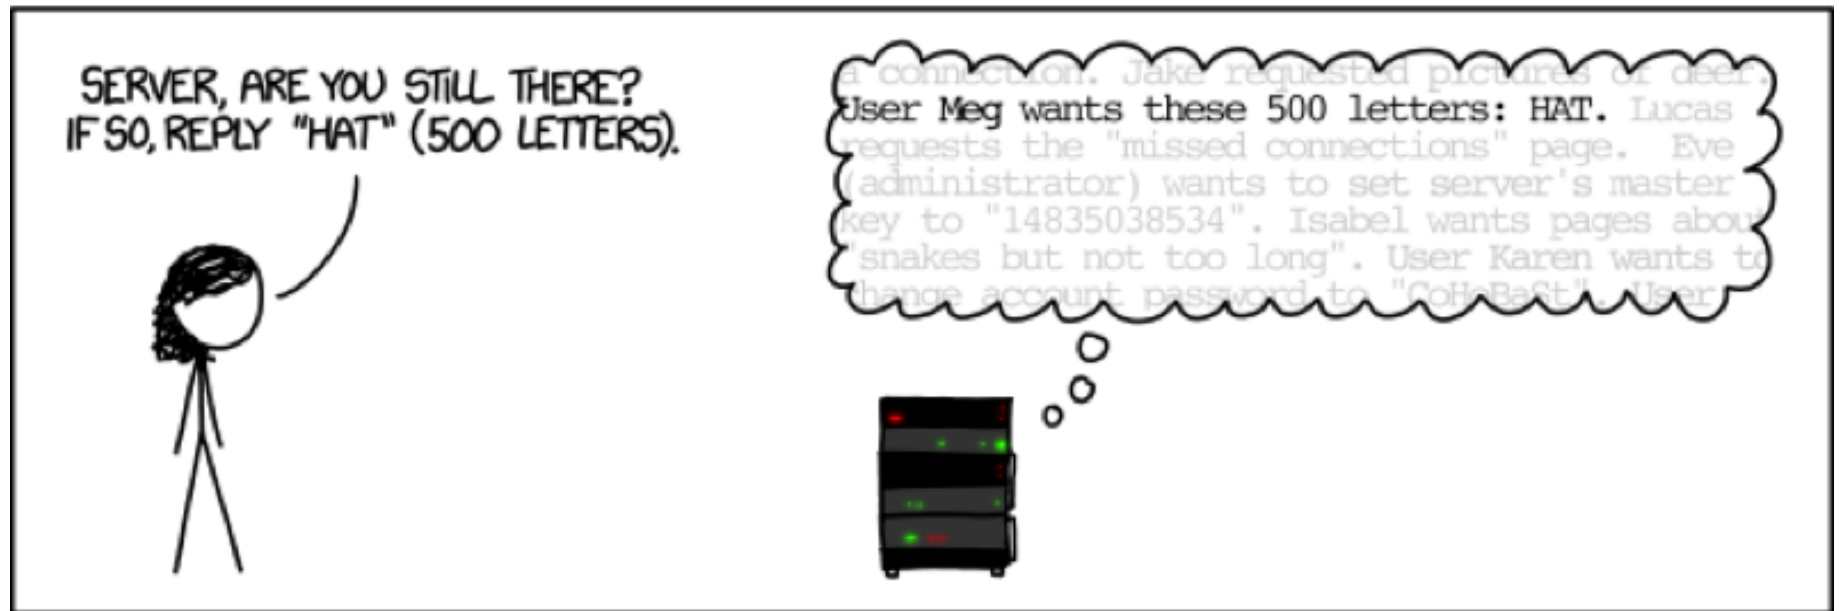 SERVER, ARE YOU STILL THERE?
IF SO, REPLY "HAT" (500 LETTERS).
a connection. Jake requested pictures of deer.
User Meg wants these 500 letters: HAT. Lucas
requests the "missed connections" page. Eve
(administrator) wants to set server's master
key to "14835038534". Isabel wants pages about
"snakes but not too long". User Karen wants to
change account password to "CoHoBaSt". User